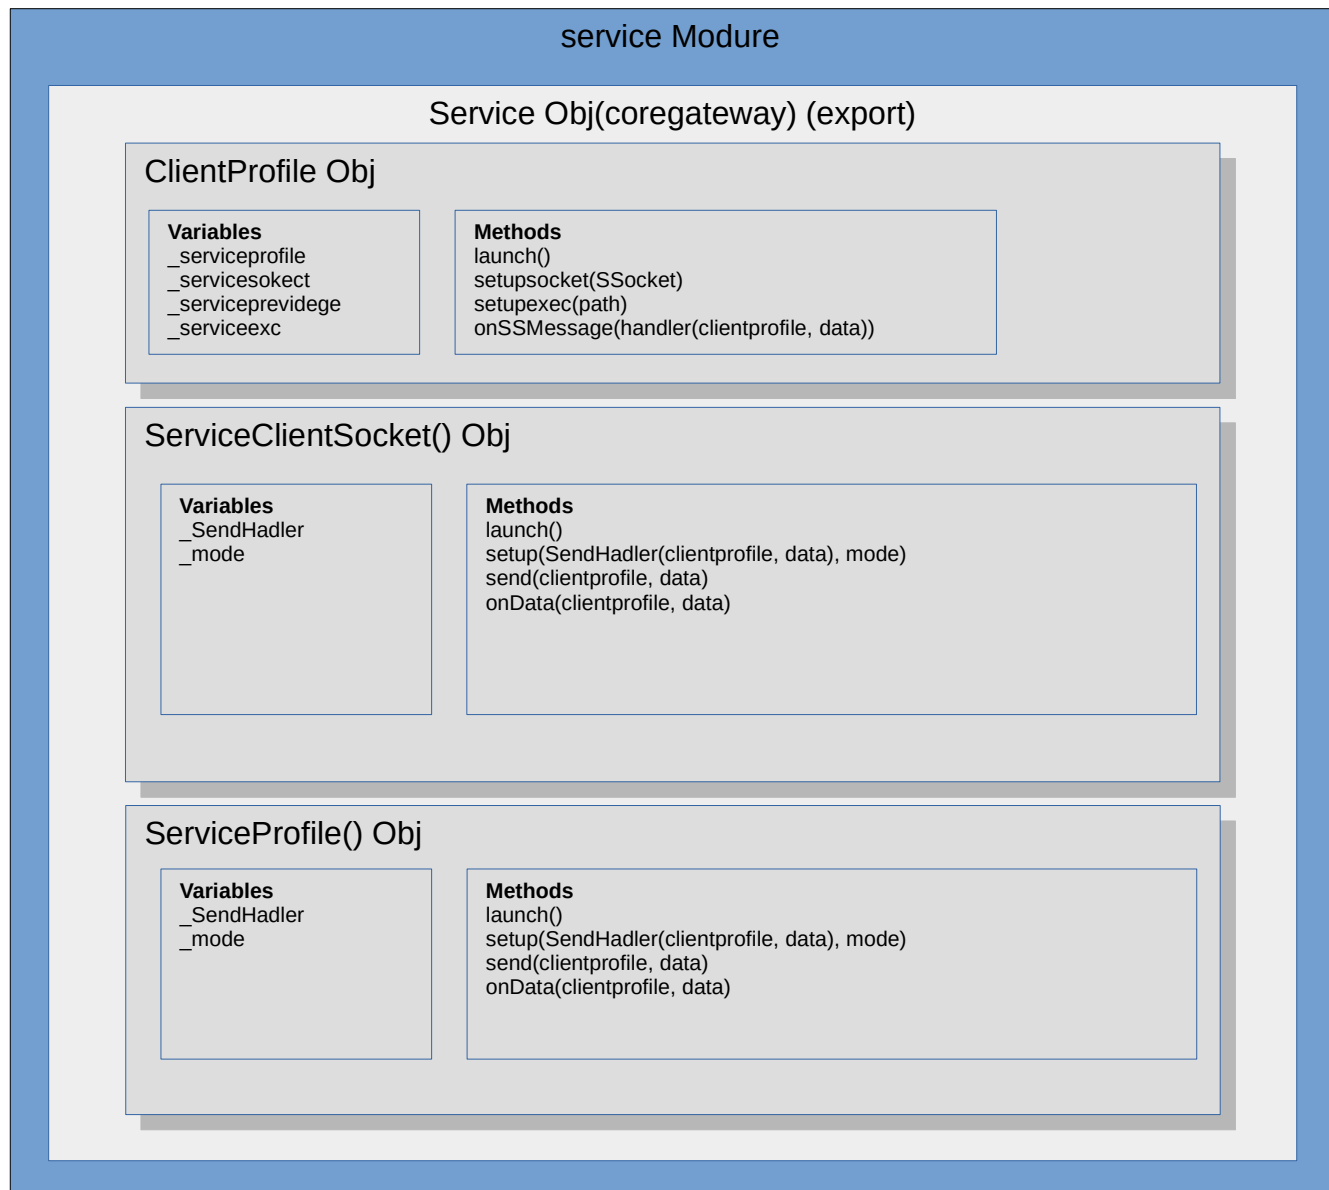 service Modure
Service Obj(coregateway) (export)
ClientProfile Obj
Variables
_serviceprofile
_servicesokect
_serviceprevidege
_serviceexc
Methods
launch()
setupsocket(SSocket)
setupexec(path)
onSSMessage(handler(clientprofile, data))
ServiceClientSocket() Obj
Variables
_SendHadler
_mode
Methods
launch()
setup(SendHadler(clientprofile, data), mode)
send(clientprofile, data)
onData(clientprofile, data)
ServiceProfile() Obj
Variables
_SendHadler
_mode
Methods
launch()
setup(SendHadler(clientprofile, data), mode)
send(clientprofile, data)
onData(clientprofile, data)